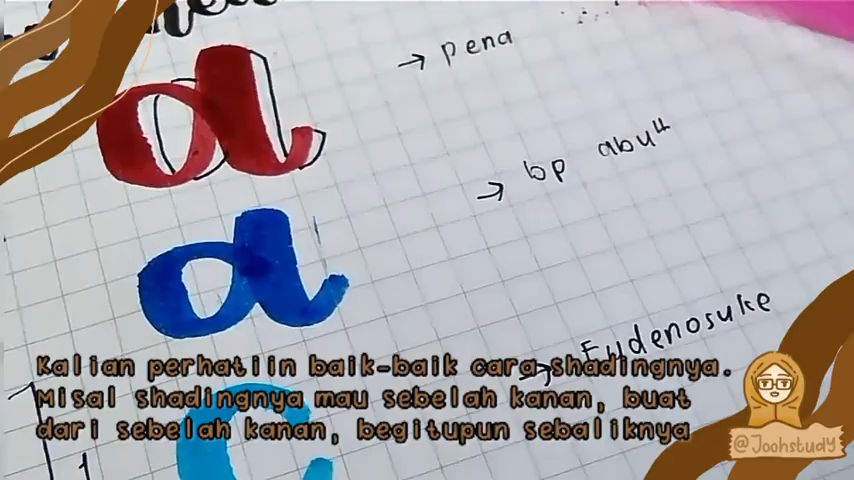 a
→ pena
→ bp abu"
a
→ Fudenosuke
Kalian perhatiin baik-baik cara shadingnya.
Misal shadingnya mau sebelah kanan, buat
dari sebelah kanan, begitupun sebaliknya
@Joohstudy